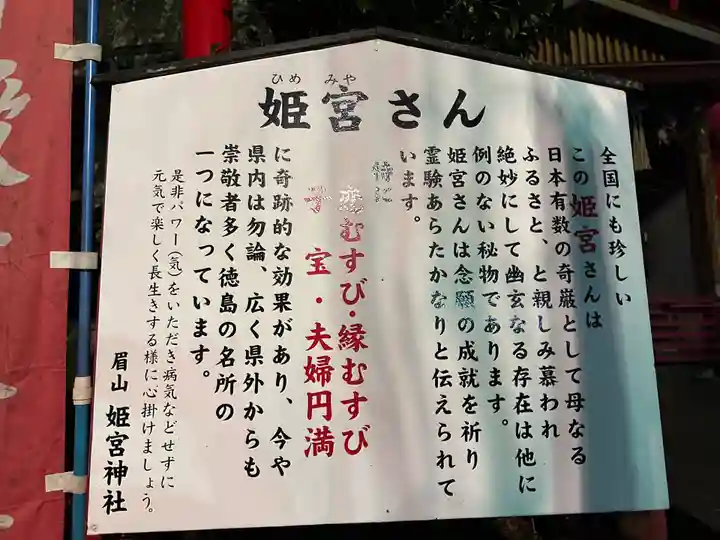 ひめ みや
姫宮さん
全国にも珍しい
この姫宮さんは
日本有数の奇巌として母なる
ふるさと、と親しみ慕われ
絶妙にして幽玄なる存在は他に
例のない秘物であります。
姫宮さんは念願の成就を祈り
霊験あらたかなりと伝えられて
います。
特に
恋むすび・縁むすび
子宝・夫婦円満
に奇跡的な効果があり、今や
県内は勿論、広く県外からも
崇敬者多く徳島の名所の
一つになっています。
是非パワー(気)をいただき病気などせずに
元気で楽しく長生きする様に心掛けましょう。
眉山 姫宮神社